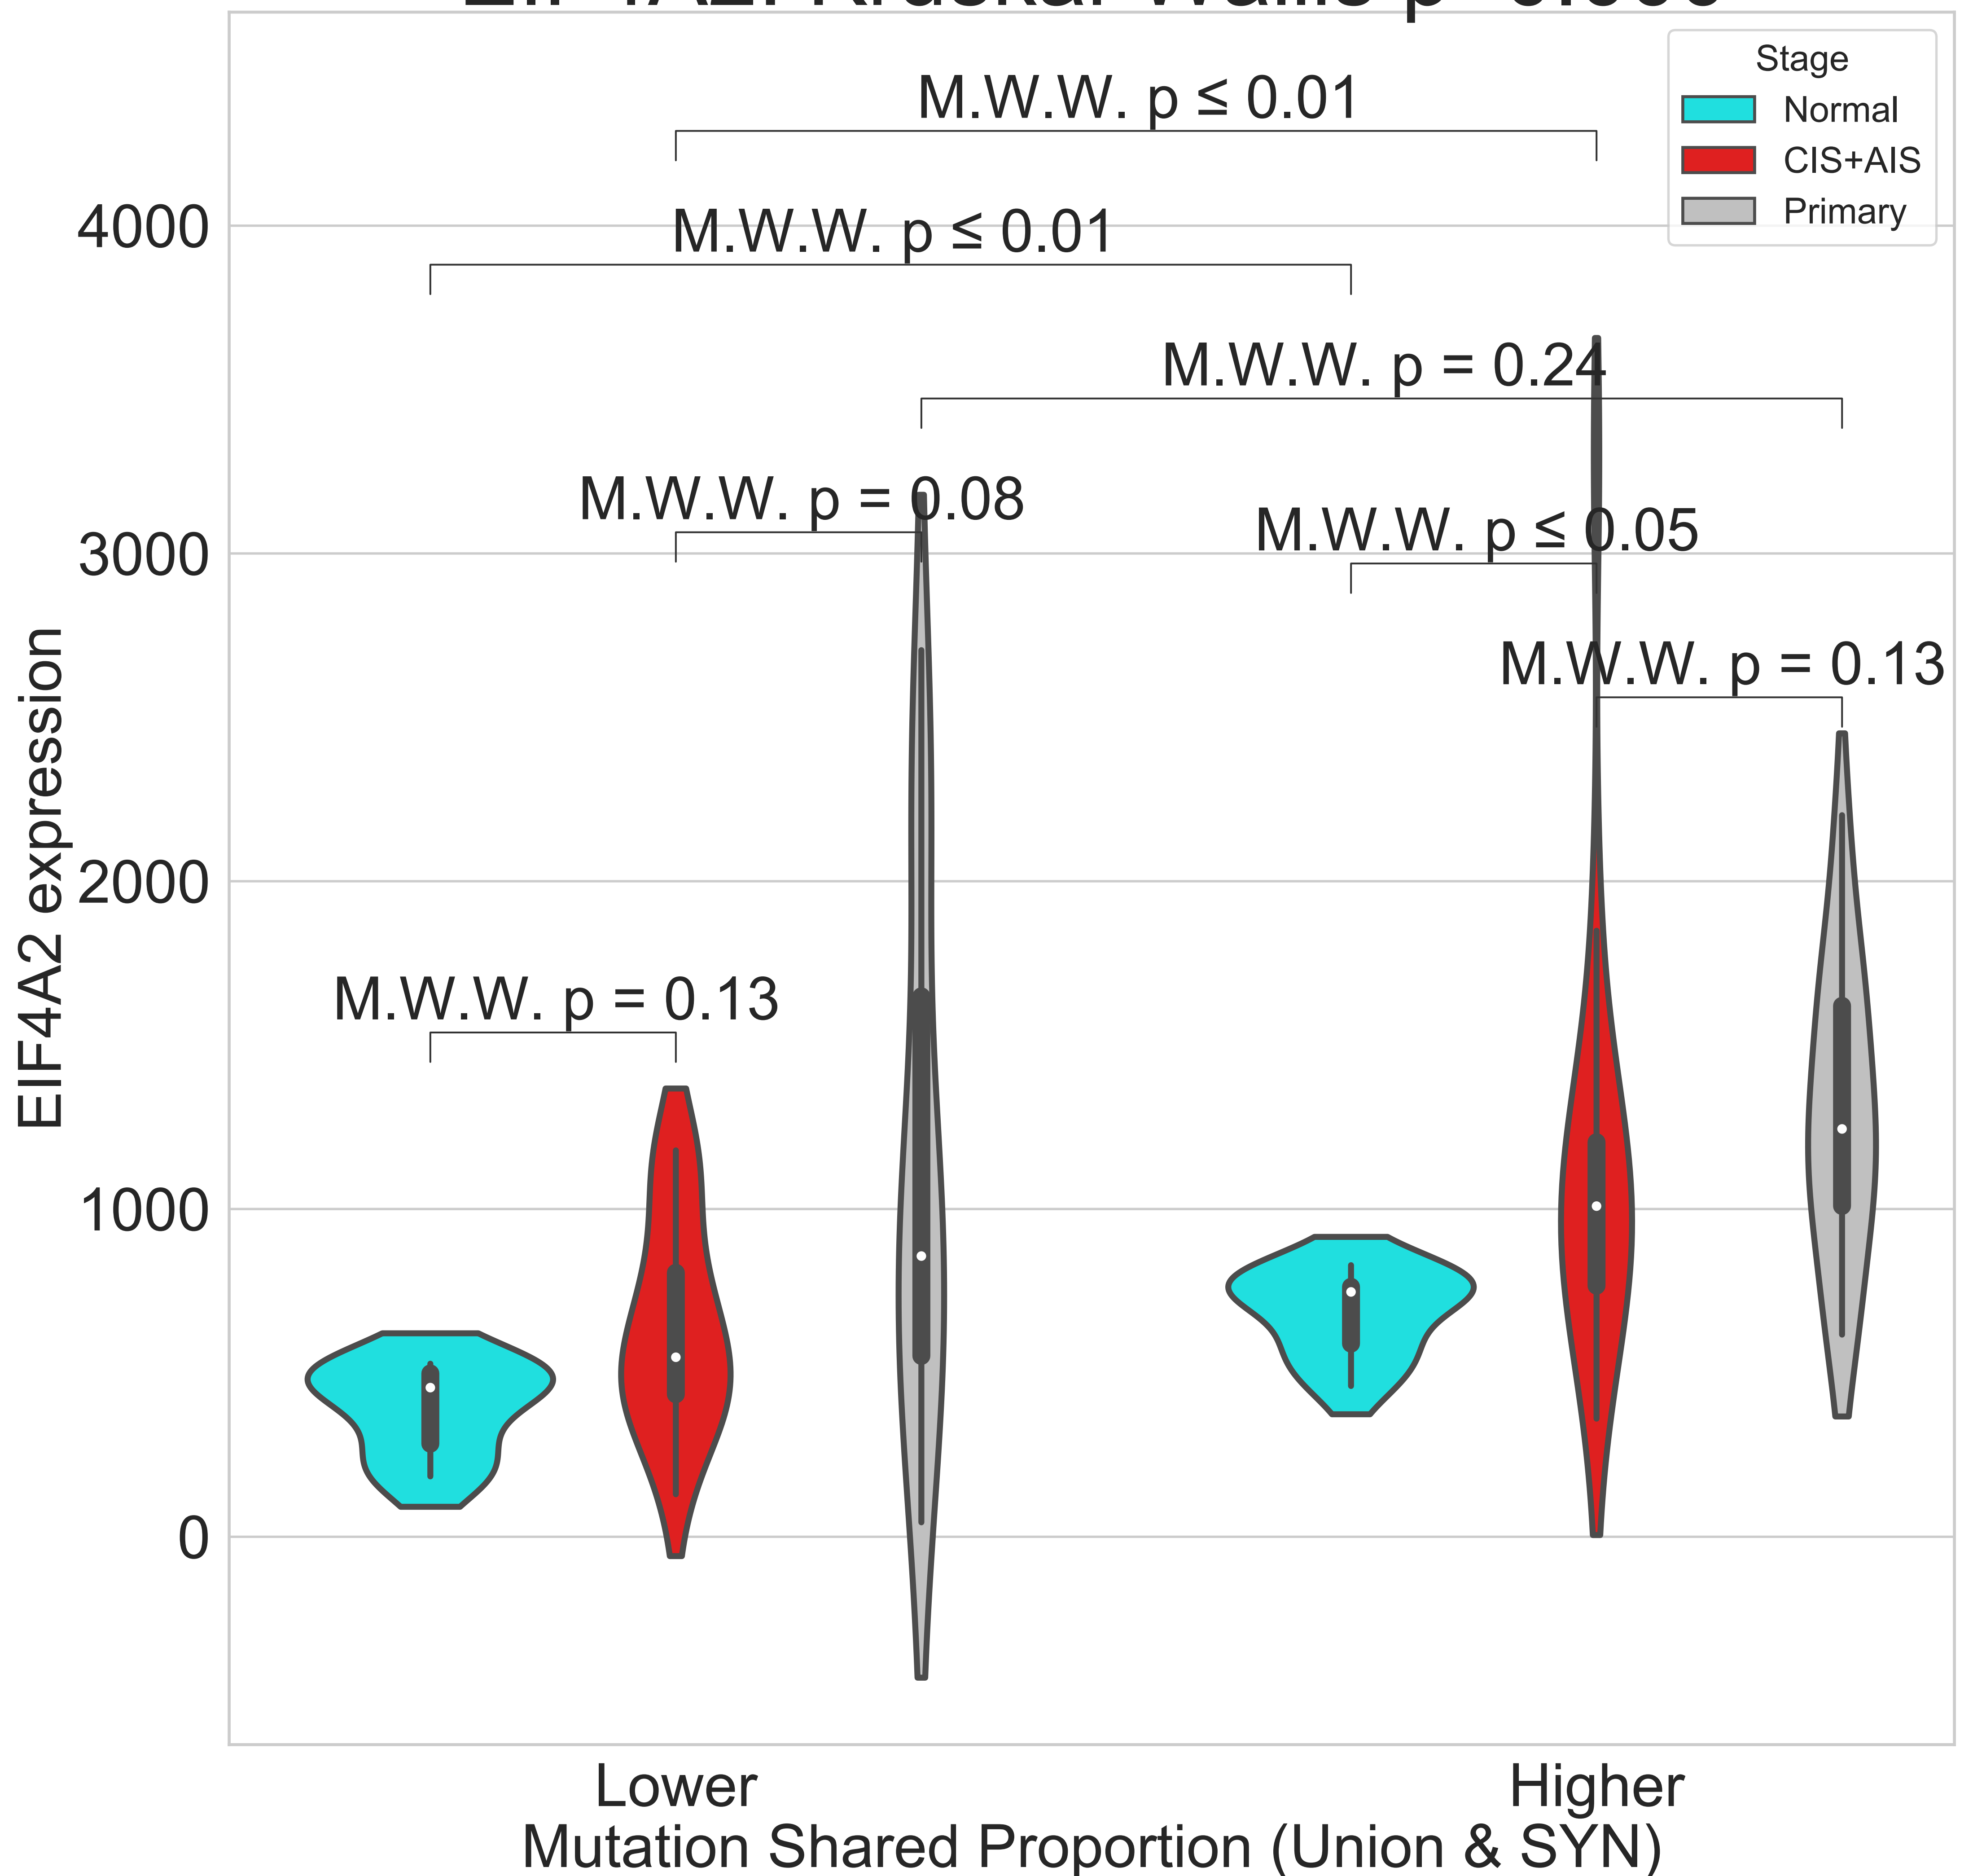 Stage
Normal
CIS+AIS
Primary
M.W.W. p ≤ 0.01
M.W.W. p ≤ 0.01
M.W.W. p = 0.24
M.W.W. p = 0.08
M.W.W. p ≤ 0.05
M.W.W. p = 0.13
M.W.W. p = 0.13
4000
3000
2000
1000
0
EIF4A2 expression
Lower
Higher
Mutation Shared Proportion (Union & SYN)